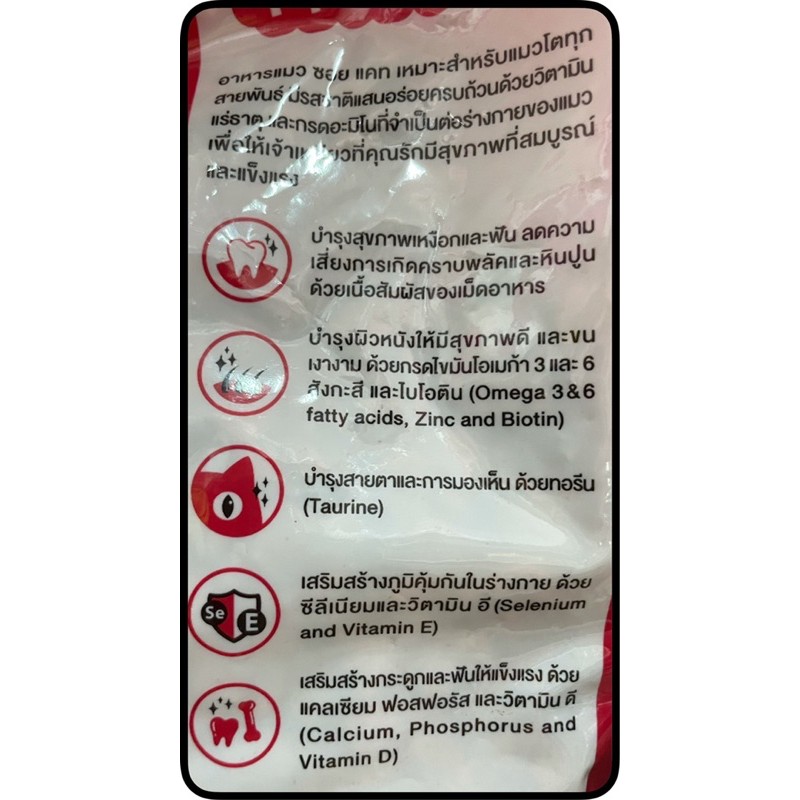 อาหารแมว ซอย แคท เหมาะสำหรับแมวโตทุก
สายพันธุ์ มีรสชาติแสนอร่อยครบถ้วนด้วยวิตามิน
แร่ธาตุ และกรดอะมิโนที่จำเป็นต่อร่างกายของแมว
เพื่อให้เจ้าเหมียวที่คุณรักมีสุขภาพที่สมบูรณ์
และแข็งแรง
บำรุงสุขภาพเหงือกและฟัน ลดความ
เสี่ยงการเกิดคราบพลัคและหินปูน
ด้วยเนื้อสัมผัสของเม็ดอาหาร
บำรุงผิวหนังให้มีสุขภาพดี และขน
เงางาม ด้วยกรดไขมันโอเมก้า 3 และ 6
สังกะสี และไบโอติน (Omega 3&6
fatty acids, Zinc and Biotin)
บำรุงสายตาและการมองเห็น ด้วยทอรีน
(Taurine)
เสริมสร้างภูมิคุ้มกันในร่างกาย ด้วย
ซีลีเนียมและวิตามิน อี (Selenium
and Vitamin E)
Se E
เสริมสร้างกระดูกและฟันให้แข็งแรง ด้วย
แคลเซียม ฟอสฟอรัส และวิตามิน ดี
(Calcium, Phosphorus and
Vitamin D)